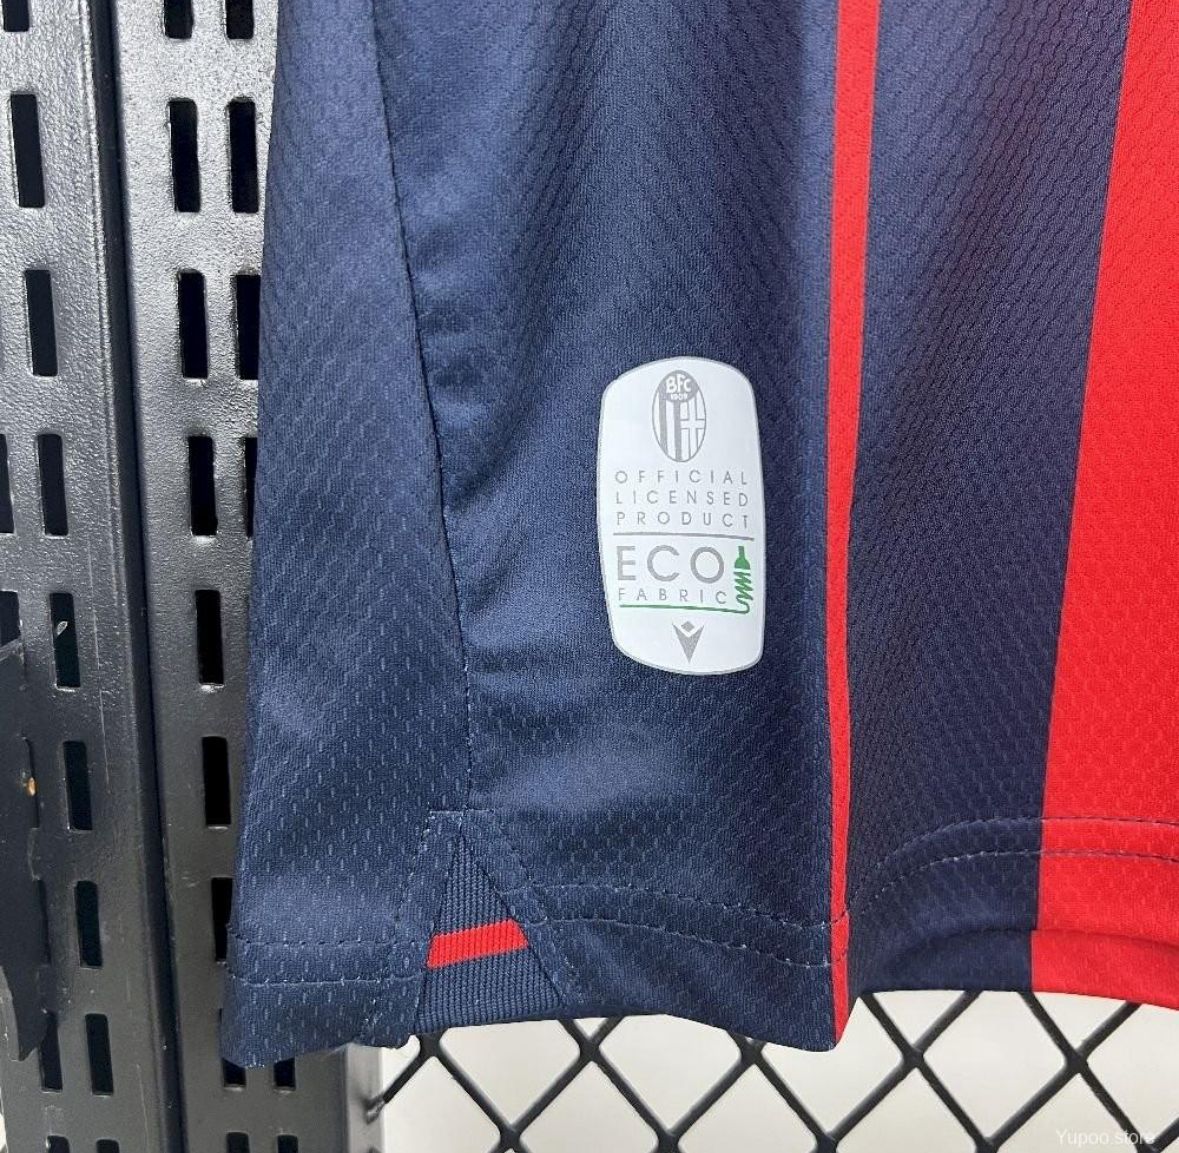 BFC
1909
OFFICIAL
LICENSED
PRODUCT
ECO
FABRIC
Yupoo.store